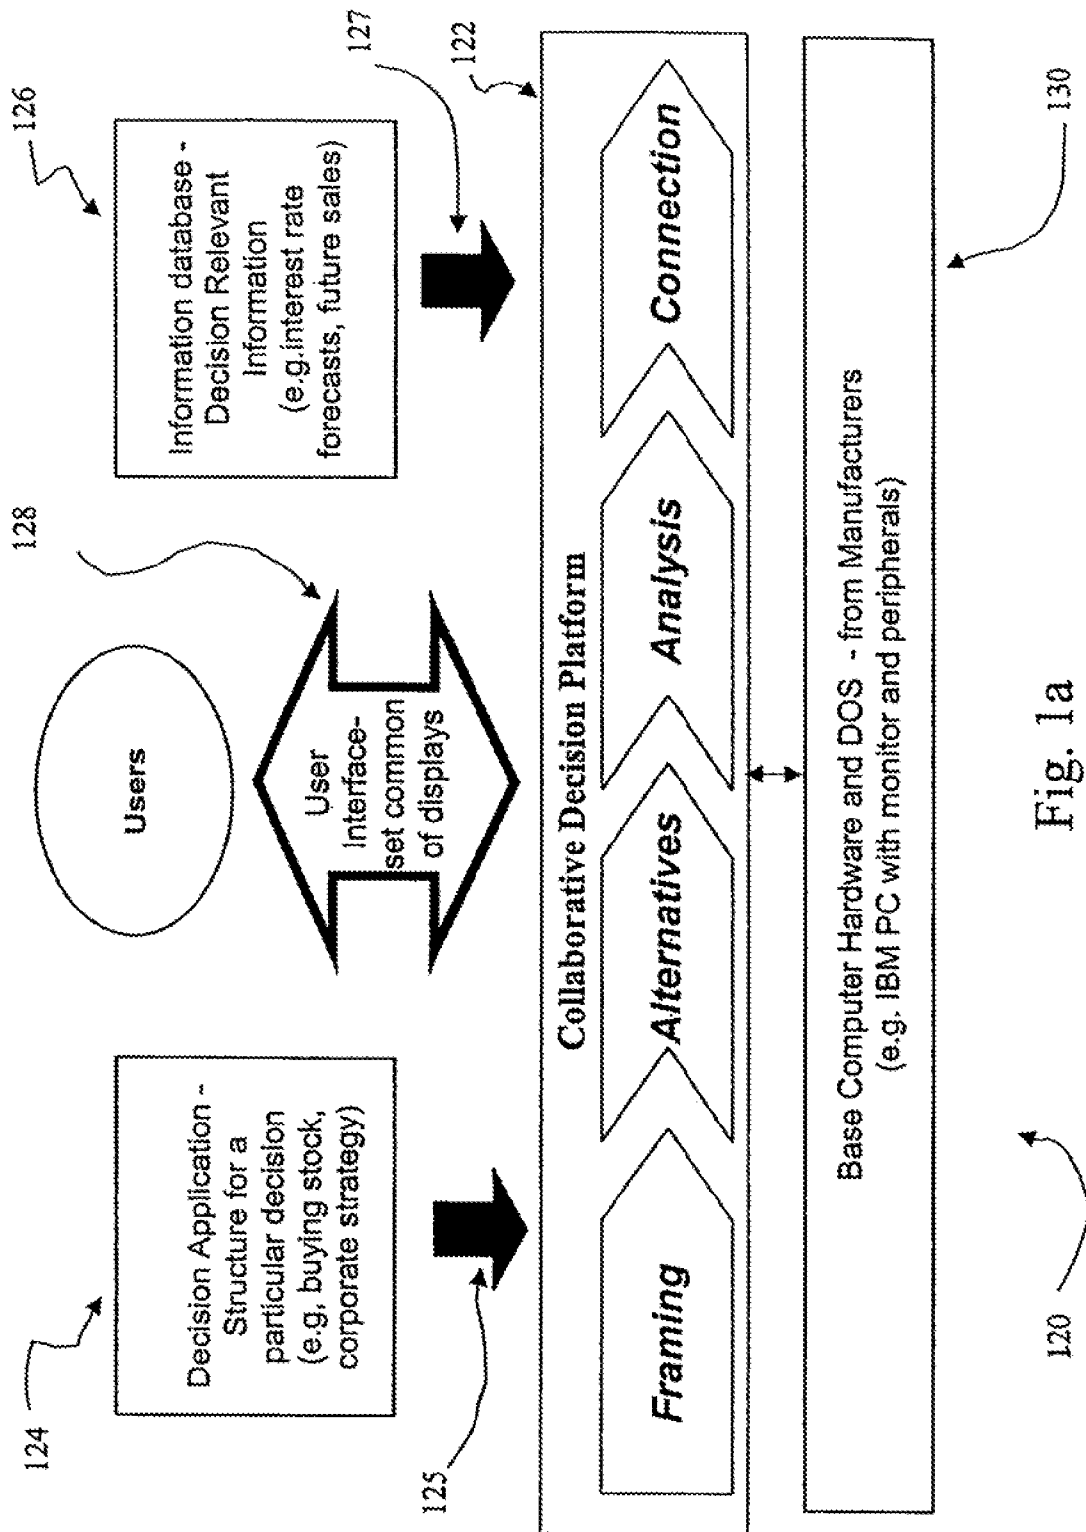 124
Decision Application -
Structure for a
particular decision
(e.g, buying stock,
corporate strategy)
125
Users
128
User
Interface-
set common
of displays
126
Information database -
Decision Relevant
Information
(e.g.interest rate
forecasts, future sales)
127
122
Collaborative Decision Platform
Framing
Alternatives
Analysis
Connection
Base Computer Hardware and DOS - from Manufacturers
(e.g. IBM PC with monitor and peripherals)
120
130
Fig. 1a